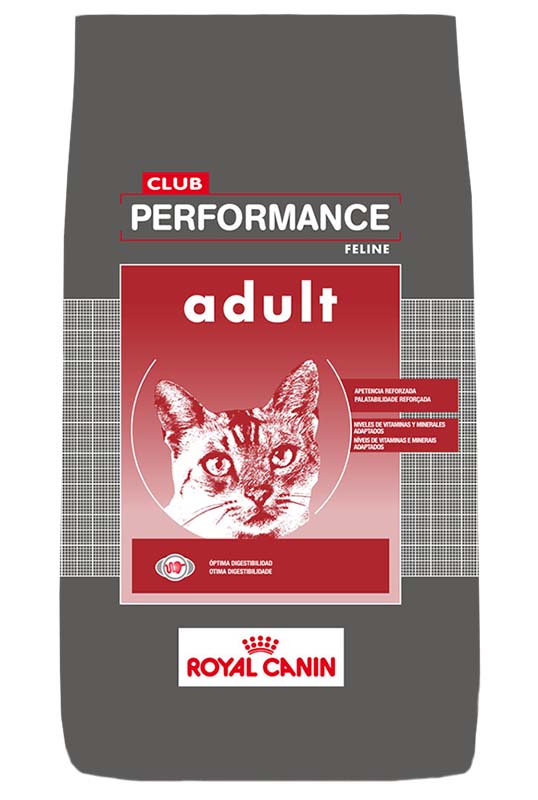 CLUB
PERFORMANCE
FELINE
adult
APETENCIA REFORZADA
PALATABILIDADE REFORÇADA
NIVELES DE VITAMINAS Y MINERALES
ADAPTADOS
NÍVEIS DE VITAMINAS E MINERAIS
ADAPTADOS
ÓPTIMA DIGESTIBILIDAD
OTIMA DIGESTIBILIDADE
ROYAL CANIN